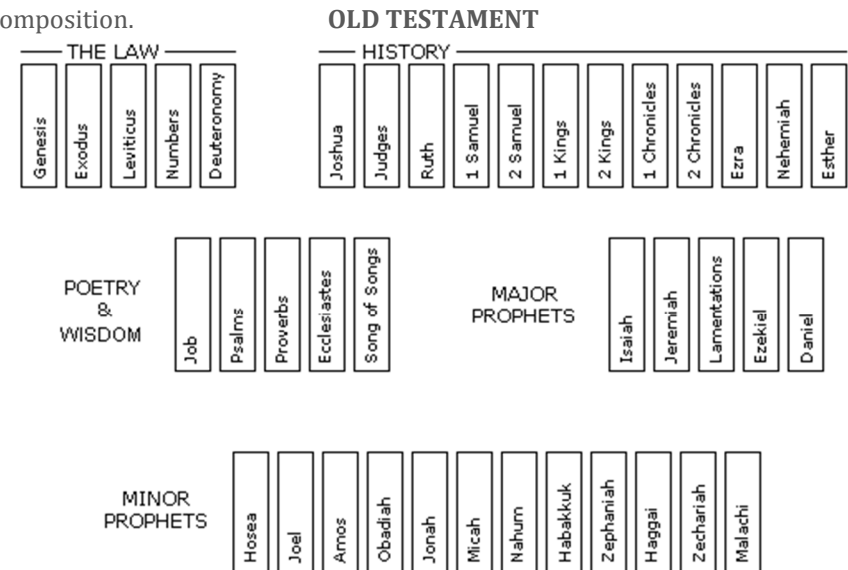 omposition.
OLD TESTAMENT
THE LAW
HISTORY
Genesis
Exodus
Leviticus
Numbers
Deuteronomy
Joshua
Judges
Ruth
1 Samuel
2 Samuel
1 Kings
2 Kings
1 Chronicles
2 Chronicles
Ezra
Nehemiah
Esther
POETRY
&
WISDOM
Job
Psalms
Proverbs
Ecclesiastes
Song of Songs
MAJOR
PROPHETS
Isaiah
Jeremiah
Lamentations
Ezekiel
Daniel
MINOR
PROPHETS
Hosea
Joel
Amos
Obadiah
Jonah
Micah
Nahum
Habakkuk
Zephaniah
Haggai
Zechariah
Malachi